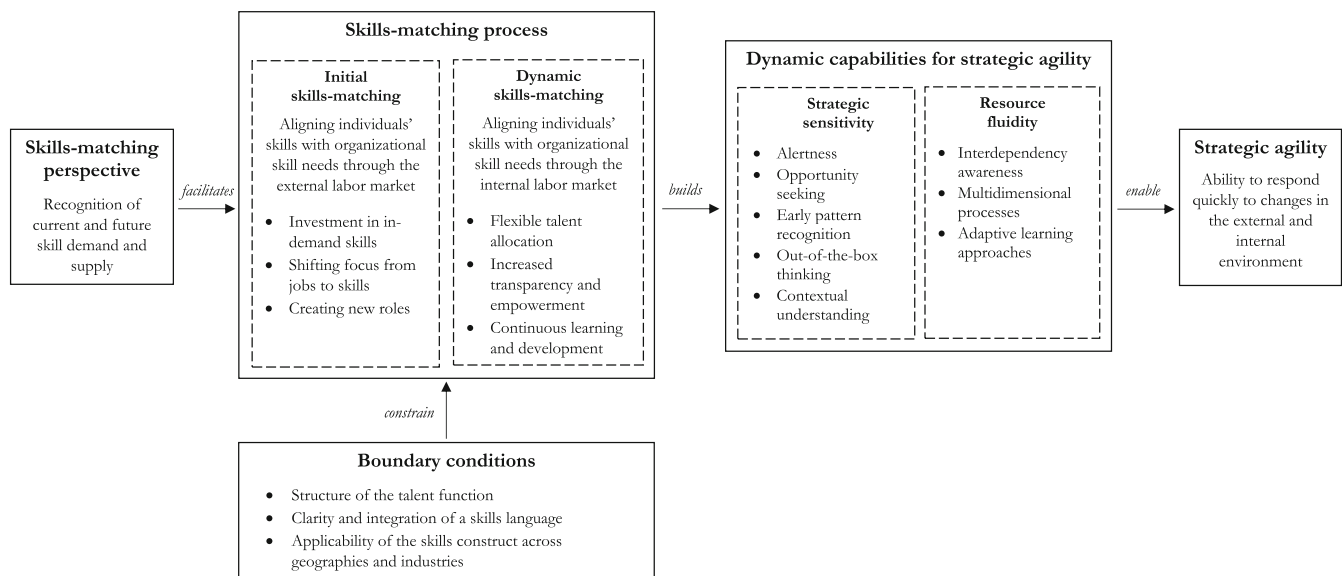 Skills-matching
perspective
Recognition of
current and future
skill demand and
supply
facilitates
Skills-matching process
Initial
skills-matching
Aligning individuals’
skills with organizational
skill needs through the
external labor market
• Investment in in-
demand skills
• Shifting focus from
jobs to skills
• Creating new roles
Dynamic
skills-matching
Aligning individuals’
skills with organizational
skill needs through the
internal labor market
• Flexible talent
allocation
• Increased
transparency and
empowerment
• Continuous learning
and development
builds
Dynamic capabilities for strategic agility
Strategic
sensitivity
• Alertness
• Opportunity
seeking
• Early pattern
recognition
• Out-of-the-box
thinking
• Contextual
understanding
Resource
fluidity
• Interdependency
awareness
• Multidimensional
processes
• Adaptive learning
approaches
enable
Strategic agility
Ability to respond
quickly to changes in
the external and
internal
environment
constrain
Boundary conditions
• Structure of the talent function
• Clarity and integration of a skills language
• Applicability of the skills construct across
geographies and industries